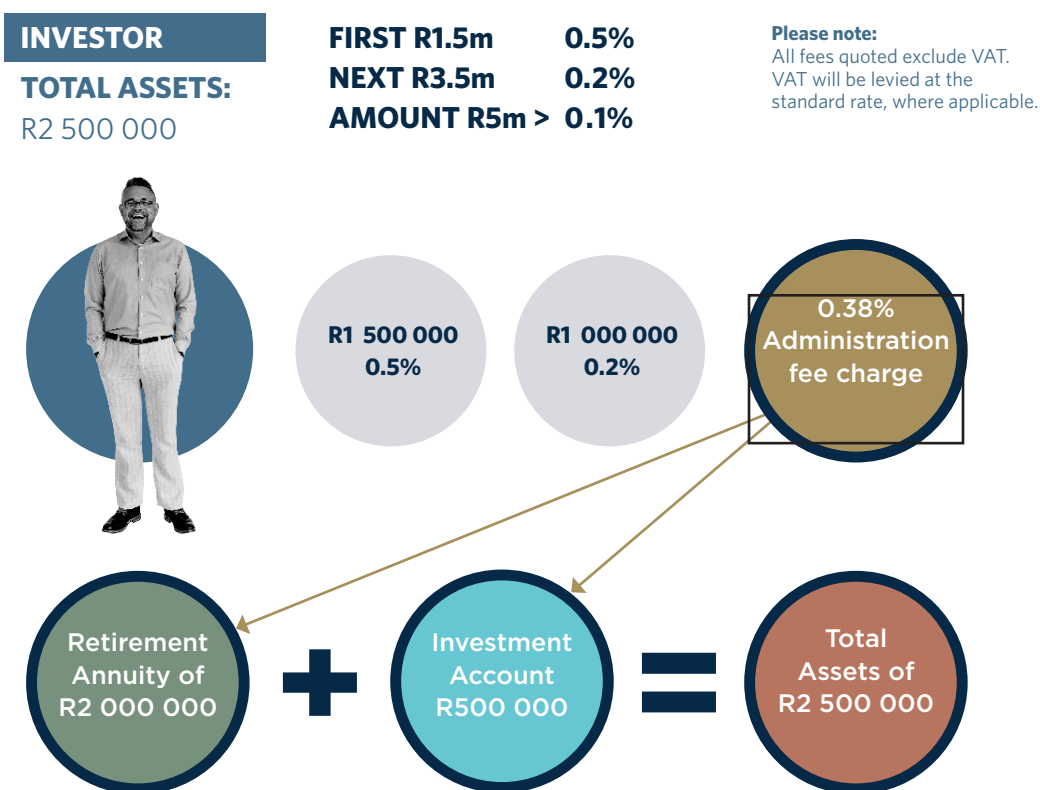 INVESTOR
TOTAL ASSETS:
R2 500 000
FIRST R1.5m 0.5%
NEXT R3.5m 0.2%
AMOUNT R5m > 0.1%
Please note:
All fees quoted exclude VAT.
VAT will be levied at the
standard rate, where applicable.
R1 500 000
0.5%
R1 000 000
0.2%
0.38%
Administration
fee charge
Retirement
Annuity of
R2 000 000
Investment
Account
R500 000
Total
Assets of
R2 500 000